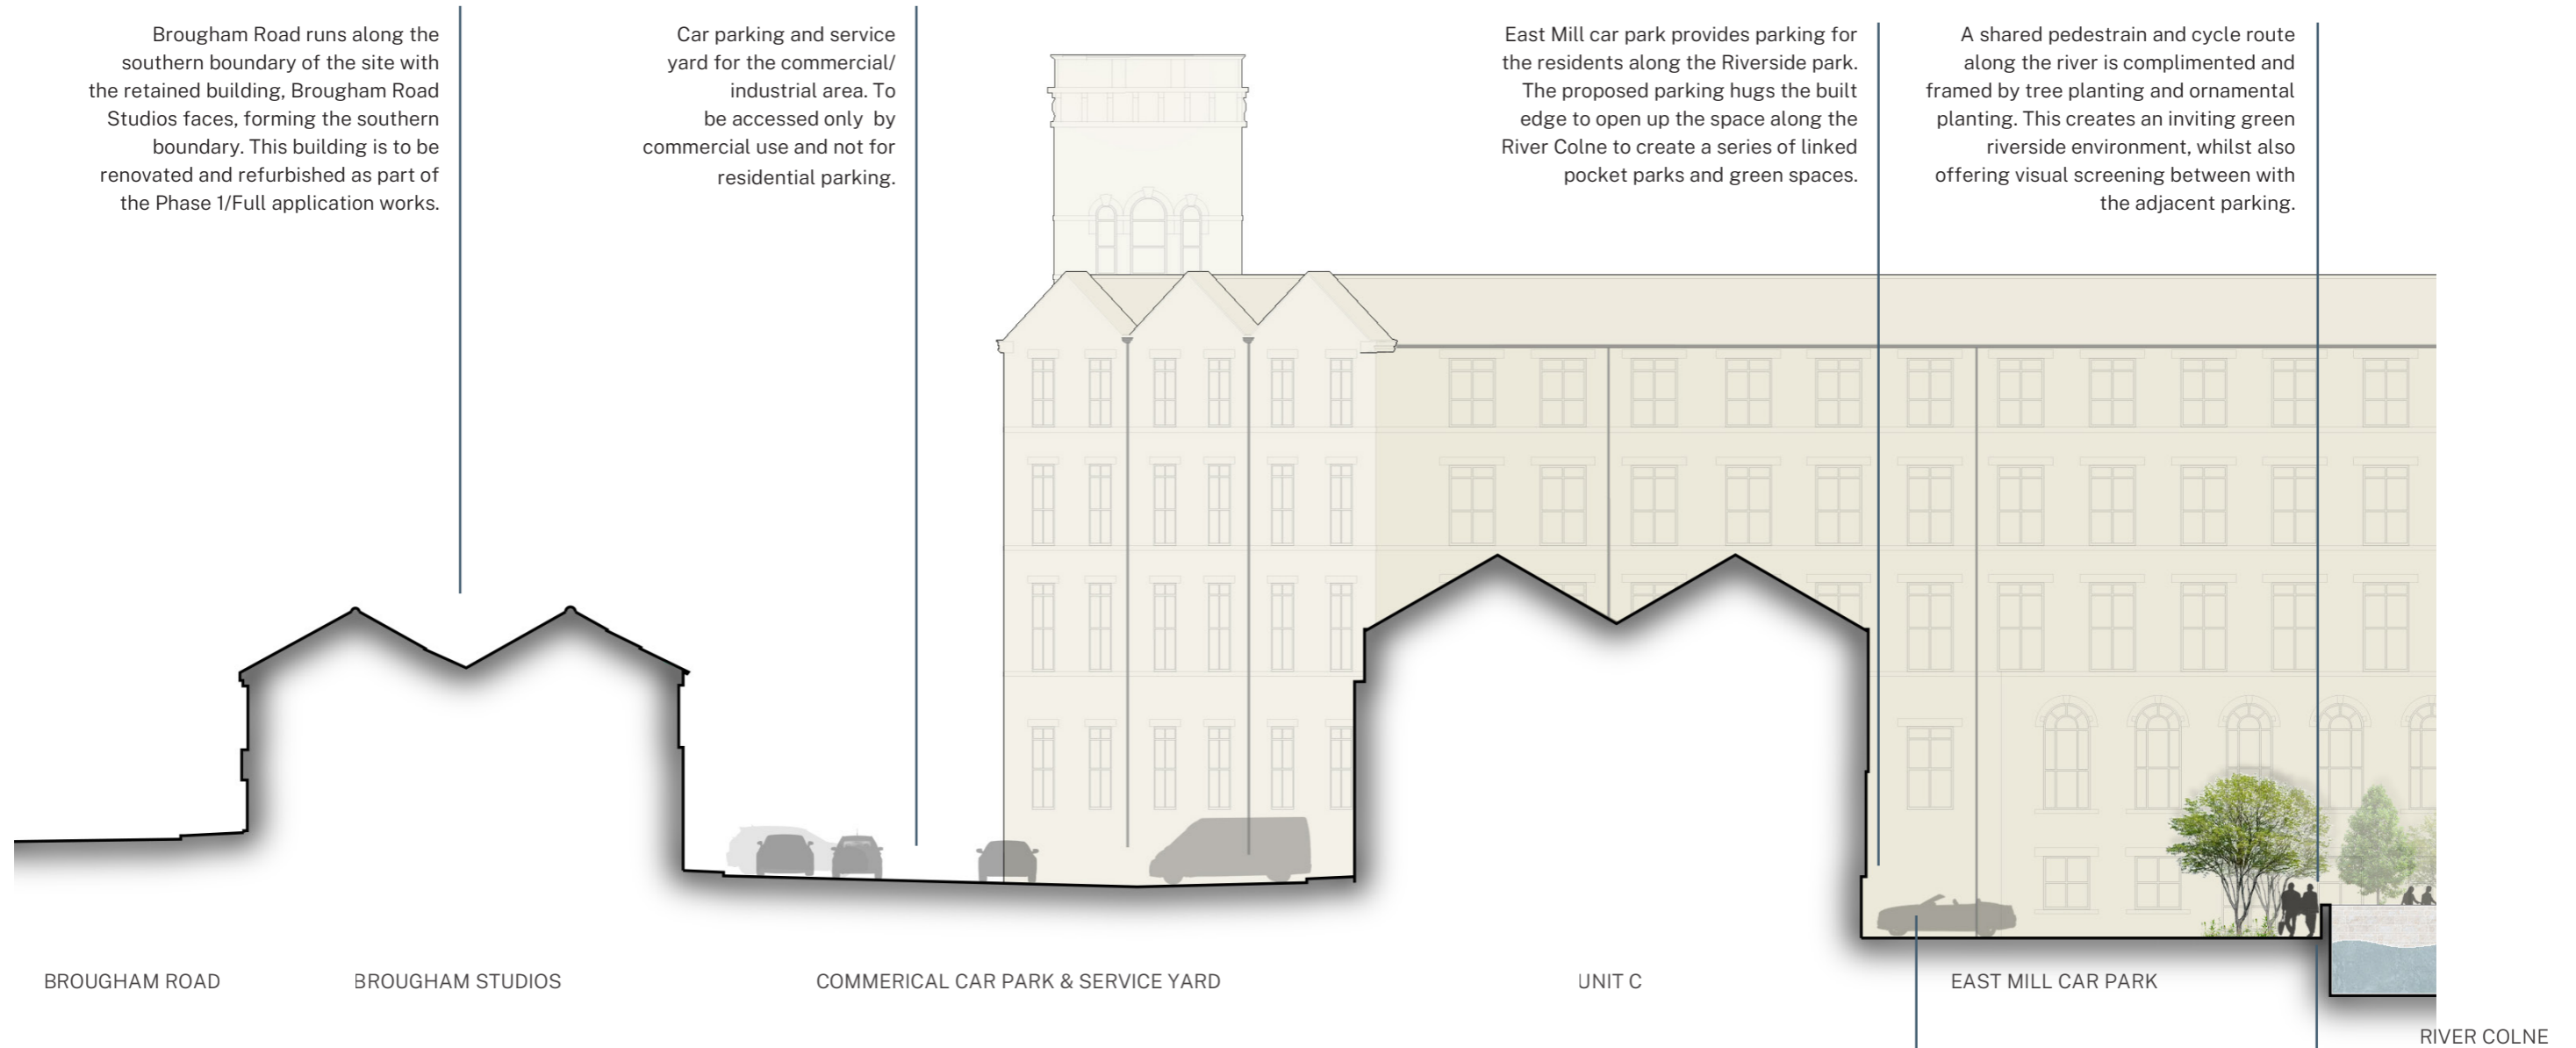 Brougham Road runs along the
southern boundary of the site with
the retained building, Brougham Road
Studios faces, forming the southern
boundary. This building is to be
renovated and refurbished as part of
the Phase 1/Full application works.
Car parking and service
yard for the commercial/
industrial area. To
be accessed only  by
commercial use and not for
residential parking.
East Mill car park provides parking for
the residents along the Riverside park.
The proposed parking hugs the built
edge to open up the space along the
River Colne to create a series of linked
pocket parks and green spaces.
A shared pedestrain and cycle route
along the river is complimented and
framed by tree planting and ornamental
planting. This creates an inviting green
riverside environment, whilst also
offering visual screening between with
the adjacent parking.
BROUGHAM ROAD
BROUGHAM STUDIOS
COMMERICAL CAR PARK & SERVICE YARD
UNIT C
EAST MILL CAR PARK
RIVER COLNE